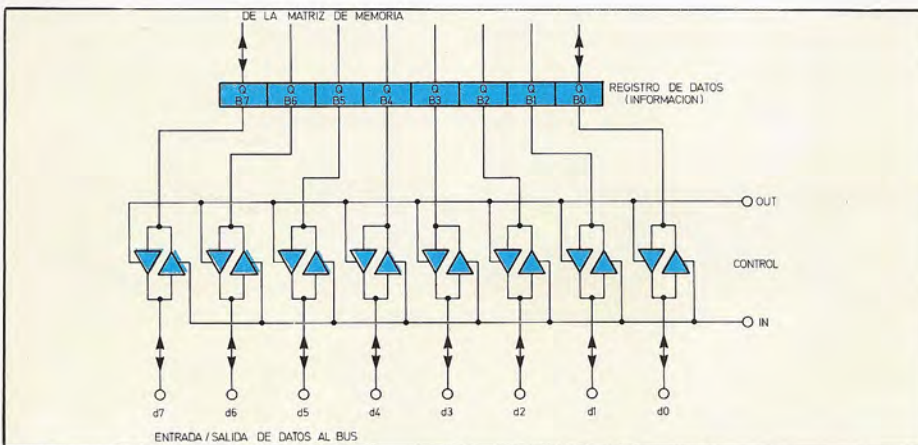 DE LA MATRIZ DE MEMORIA
Q Q Q Q Q Q Q Q
B7 B6 B5 B4 B3 B2 B1 B0
REGISTRO DE DATOS
(INFORMACION)
OUT
CONTROL
IN
d7 d6 d5 d4 d3 d2 d1 d0
ENTRADA/SALIDA DE DATOS AL BUS